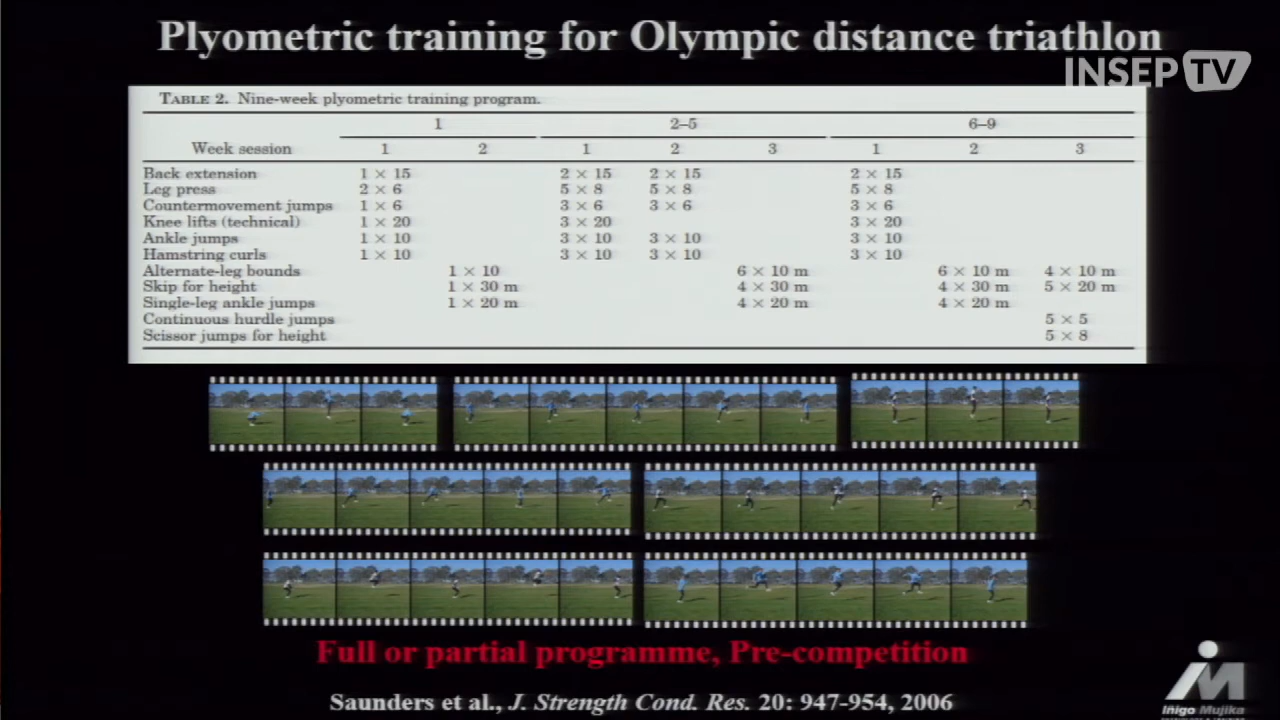 Plyometric training for Olympic distance triathlon
INSEP TV
TABLE 2. Nine-week plyometric training program.
1 2–5 6–9
Week session 1 2 1 2 3 1 2 3
Back extension 1 × 15 2 × 15 2 × 15 2 × 15
Leg press 2 × 6 5 × 8 5 × 8 5 × 8
Countermovement jumps 1 × 6 3 × 6 3 × 6 3 × 6
Knee lifts (technical) 1 × 20 3 × 20 3 × 20
Ankle jumps 1 × 10 3 × 10 3 × 10 3 × 10
Hamstring curls 1 × 10 3 × 10 3 × 10 3 × 10
Alternate-leg bounds 1 × 10 6 × 10 m 6 × 10 m 4 × 10 m
Skip for height 1 × 30 m 4 × 30 m 4 × 30 m 5 × 20 m
Single-leg ankle jumps 1 × 20 m 4 × 20 m 4 × 20 m
Continuous hurdle jumps 5 × 5
Scissor jumps for height 5 × 8
Full or partial programme, Pre-competition
Saunders et al., J. Strength Cond. Res. 20: 947-954, 2006
Iñigo Mujika